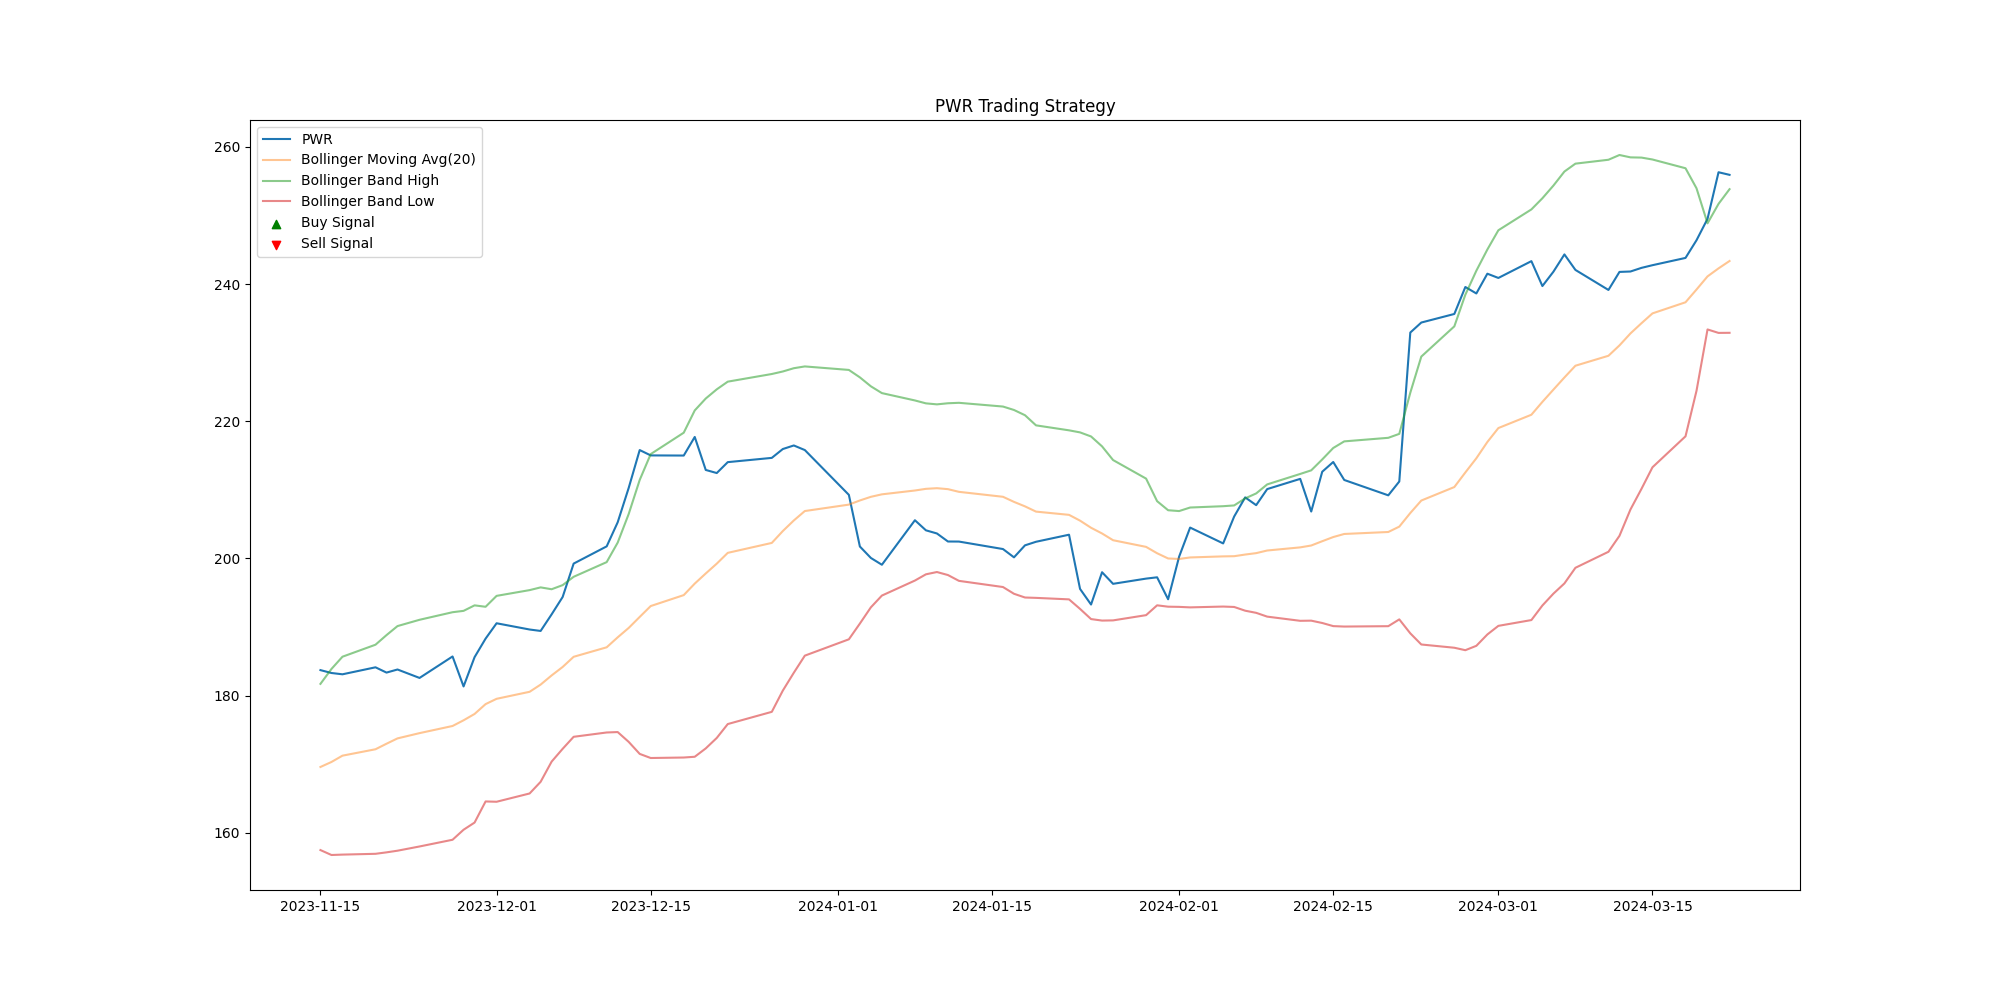 PWR Trading Strategy
PWR
Bollinger Moving Avg(20)
Bollinger Band High
Bollinger Band Low
Buy Signal
Sell Signal
260
240
220
200
180
160
2023-11-15 2023-12-01 2023-12-15 2024-01-01 2024-01-15 2024-02-01 2024-02-15 2024-03-01 2024-03-15